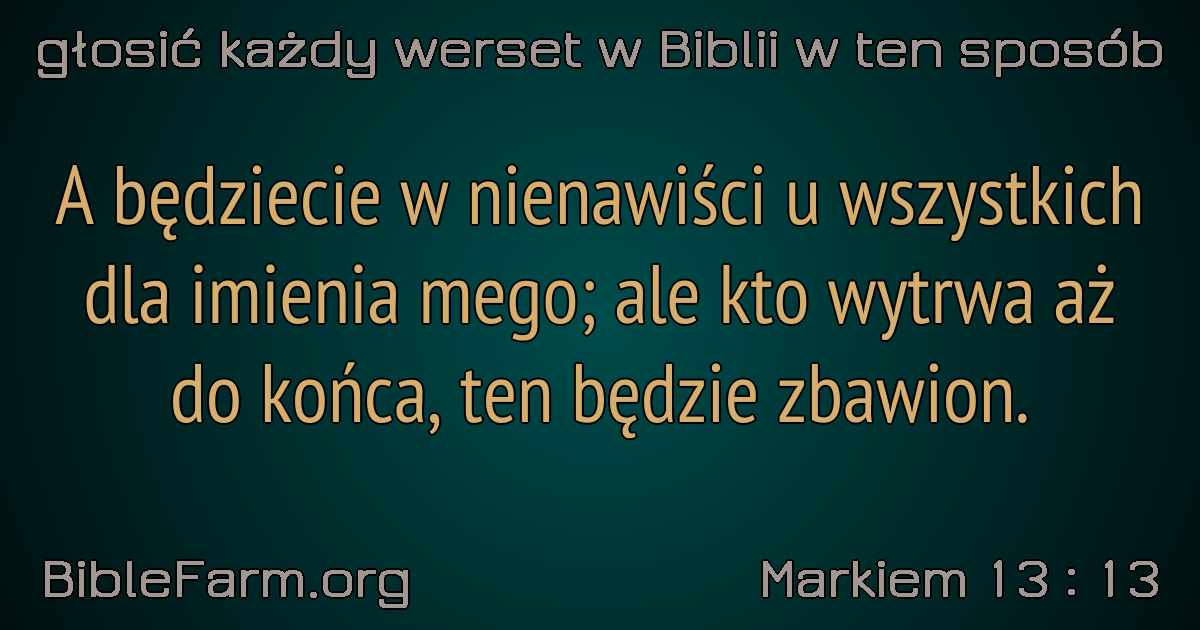 głosić każdy werset w Biblii w ten sposób
A będziecie w nienawiści u wszystkich
dla imienia mego; ale kto wytrwa aż
do końca, ten będzie zbawion.
BibleFarm.org
Markiem 13 : 13